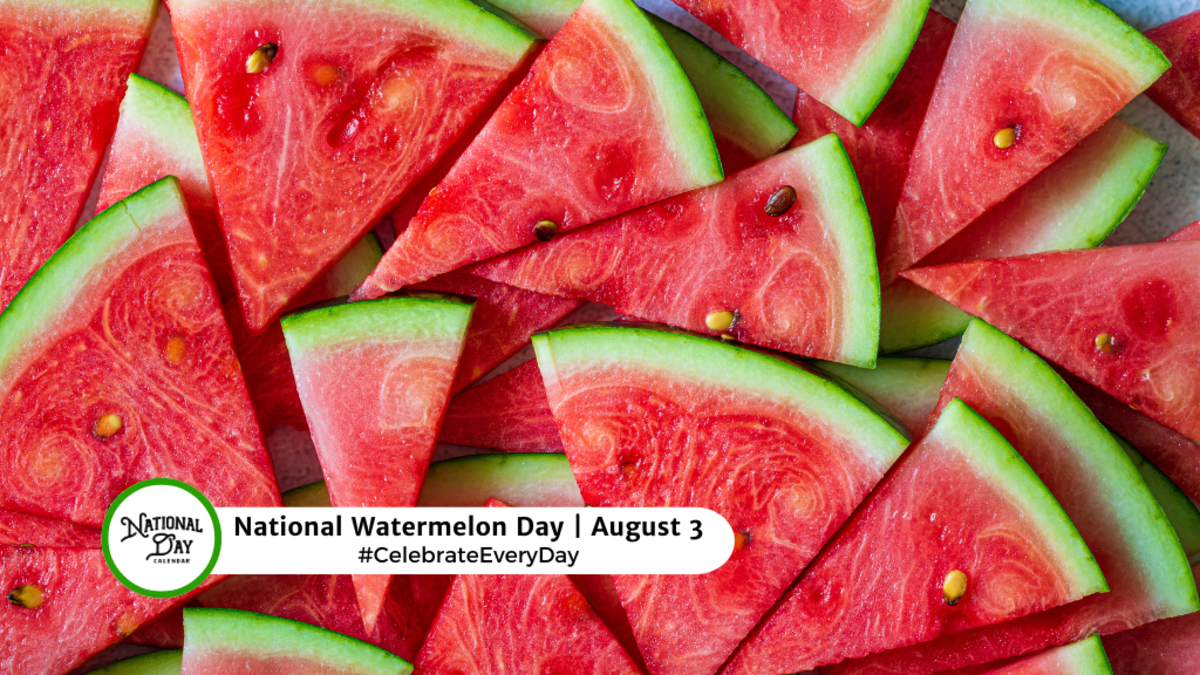 NATIONAL
DAY
CALENDAR
National Watermelon Day | August 3
#CelebrateEveryDay